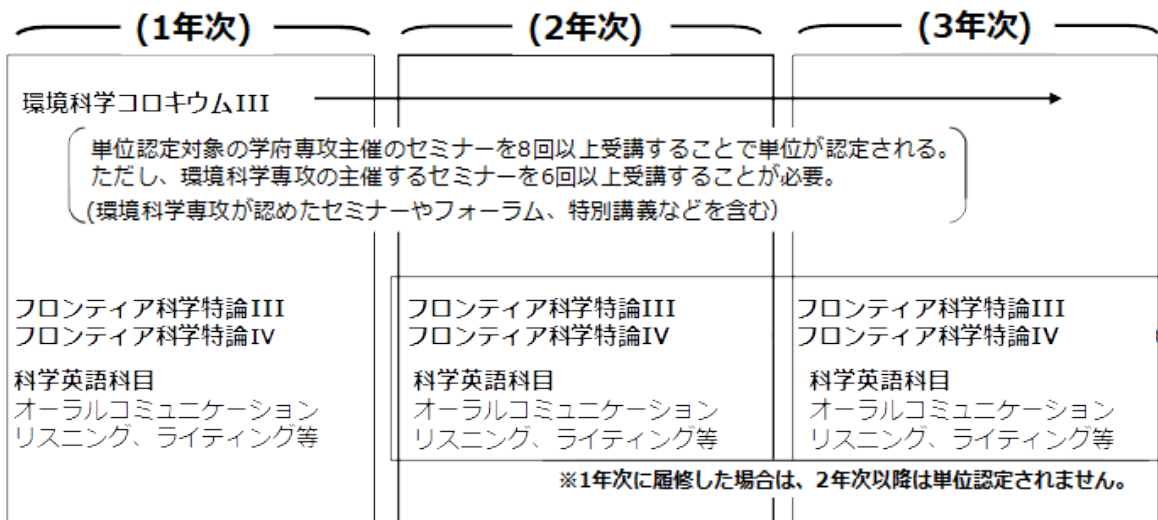 (1年次)
(2年次)
(3年次)
環境科学コロキウムIII
単位認定対象の学府専攻主催のセミナーを8回以上受講することで単位が認定される。
ただし、環境科学専攻の主催するセミナーを6回以上受講することが必要。
(環境科学専攻が認めたセミナーやフォーラム、特別講義などを含む)
フロンティア科学特論III
フロンティア科学特論IV
科学英語科目
オーラルコミュニケーション
リスニング、ライティング等
フロンティア科学特論III
フロンティア科学特論IV
科学英語科目
オーラルコミュニケーション
リスニング、ライティング等
フロンティア科学特論III
フロンティア科学特論IV
科学英語科目
オーラルコミュニケーション
リスニング、ライティング等
※1年次に履修した場合は、2年次以降は単位認定されません。